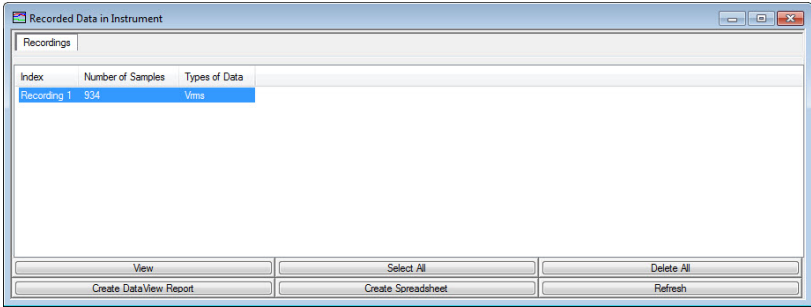 Recorded Data in Instrument
Recordings
Index Number of Samples Types of Data
Recording 1 934 Vrms
View Select All Delete All
Create DataView Report Create Spreadsheet Refresh